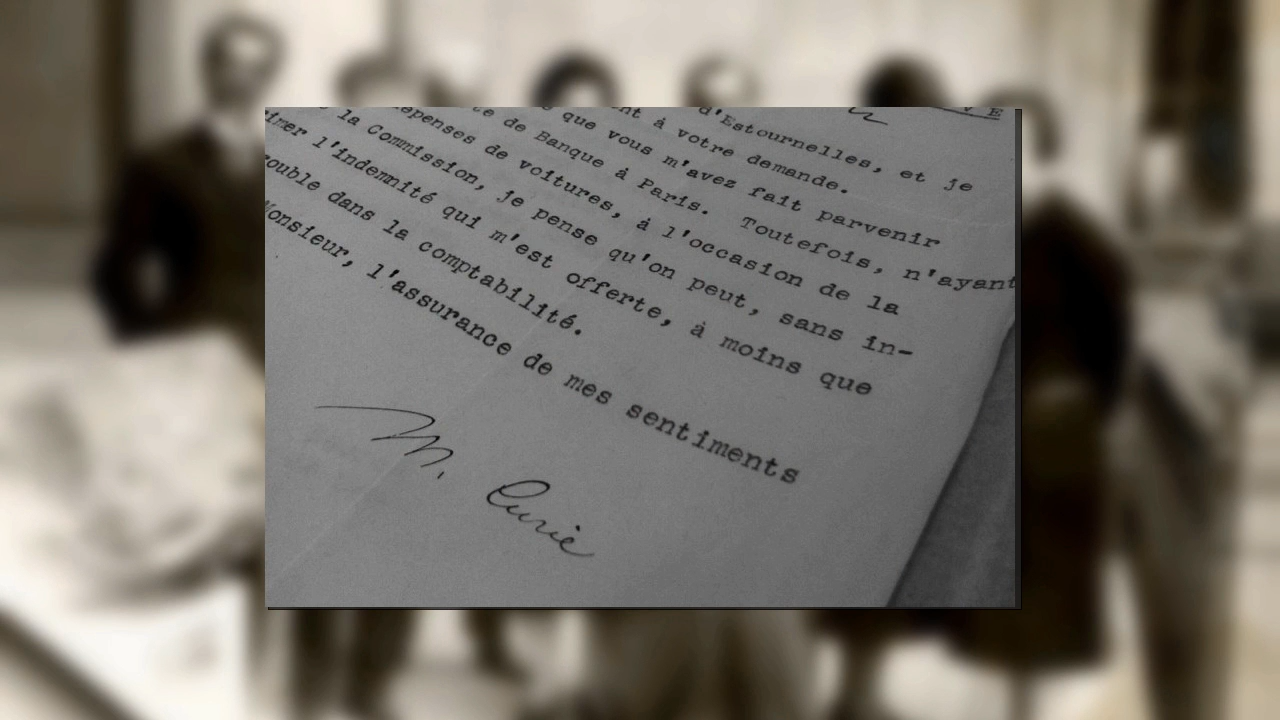 d'Estournelles, et je
à votre demande.
que vous m'avez fait parvenir
de Banque à Paris. Toutefois, n'ayant
dépenses de voitures, à l'occasion de la
la Commission, je pense qu'on peut, sans in-
l'indemnité qui m'est offerte, à moins que
dans la comptabilité.
Monsieur, l'assurance de mes sentiments
M. Curie